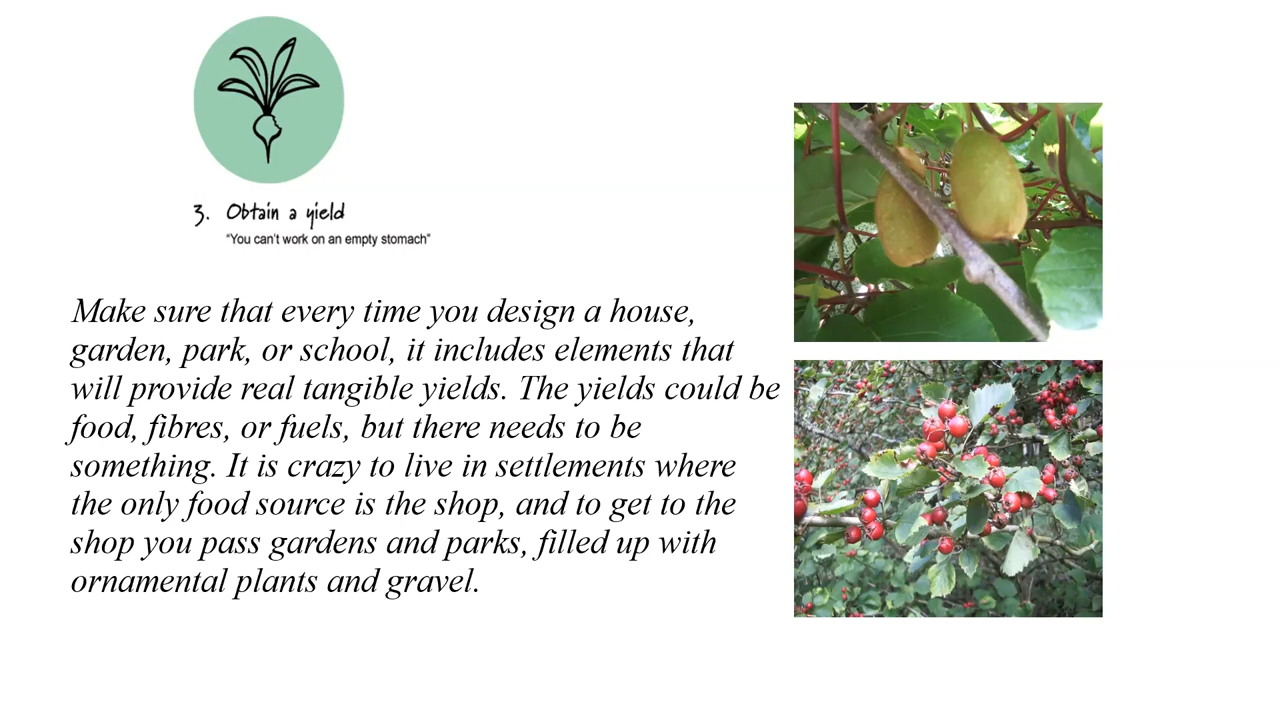 3. Obtain a yield
“You can't work on an empty stomach”
Make sure that every time you design a house,
garden, park, or school, it includes elements that
will provide real tangible yields. The yields could be
food, fibres, or fuels, but there needs to be
something. It is crazy to live in settlements where
the only food source is the shop, and to get to the
shop you pass gardens and parks, filled up with
ornamental plants and gravel.